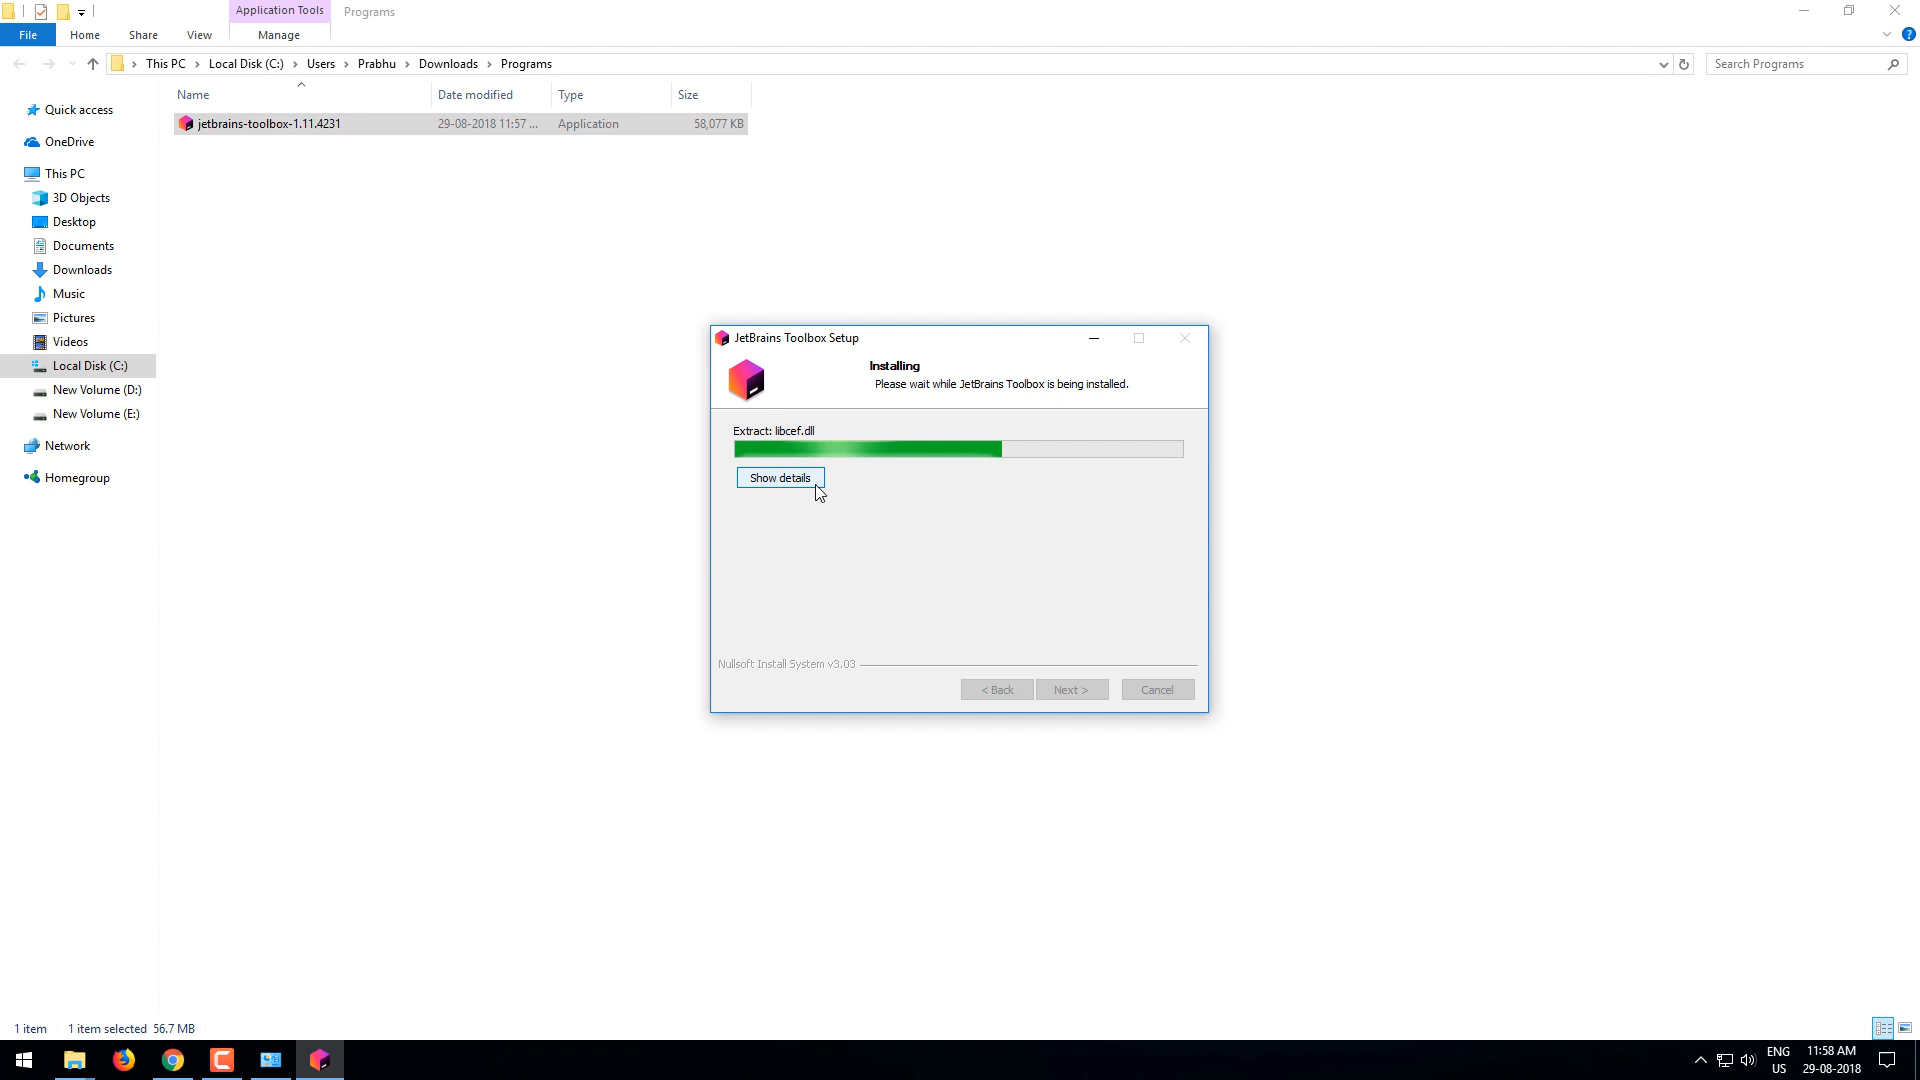 Application Tools
Programs
File
Home
Share
View
Manage
This PC
Local Disk (C:)
Users
Prabhu
Downloads
Programs
Search Programs
Name
Date modified
Type
Size
jetbrains-toolbox-1.11.4231
29-08-2018 11:57 ...
Application
58,077 KB
Quick access
OneDrive
This PC
3D Objects
Desktop
Documents
Downloads
Music
Pictures
Videos
Local Disk (C:)
New Volume (D:)
New Volume (E:)
Network
Homegroup
JetBrains Toolbox Setup
Installing
Please wait while JetBrains Toolbox is being installed.
Extract: libcef.dll
Show details
Nullsoft Install System v3.03
< Back
Next >
Cancel
1 item
1 item selected 56.7 MB
ENG
US
11:58 AM
29-08-2018